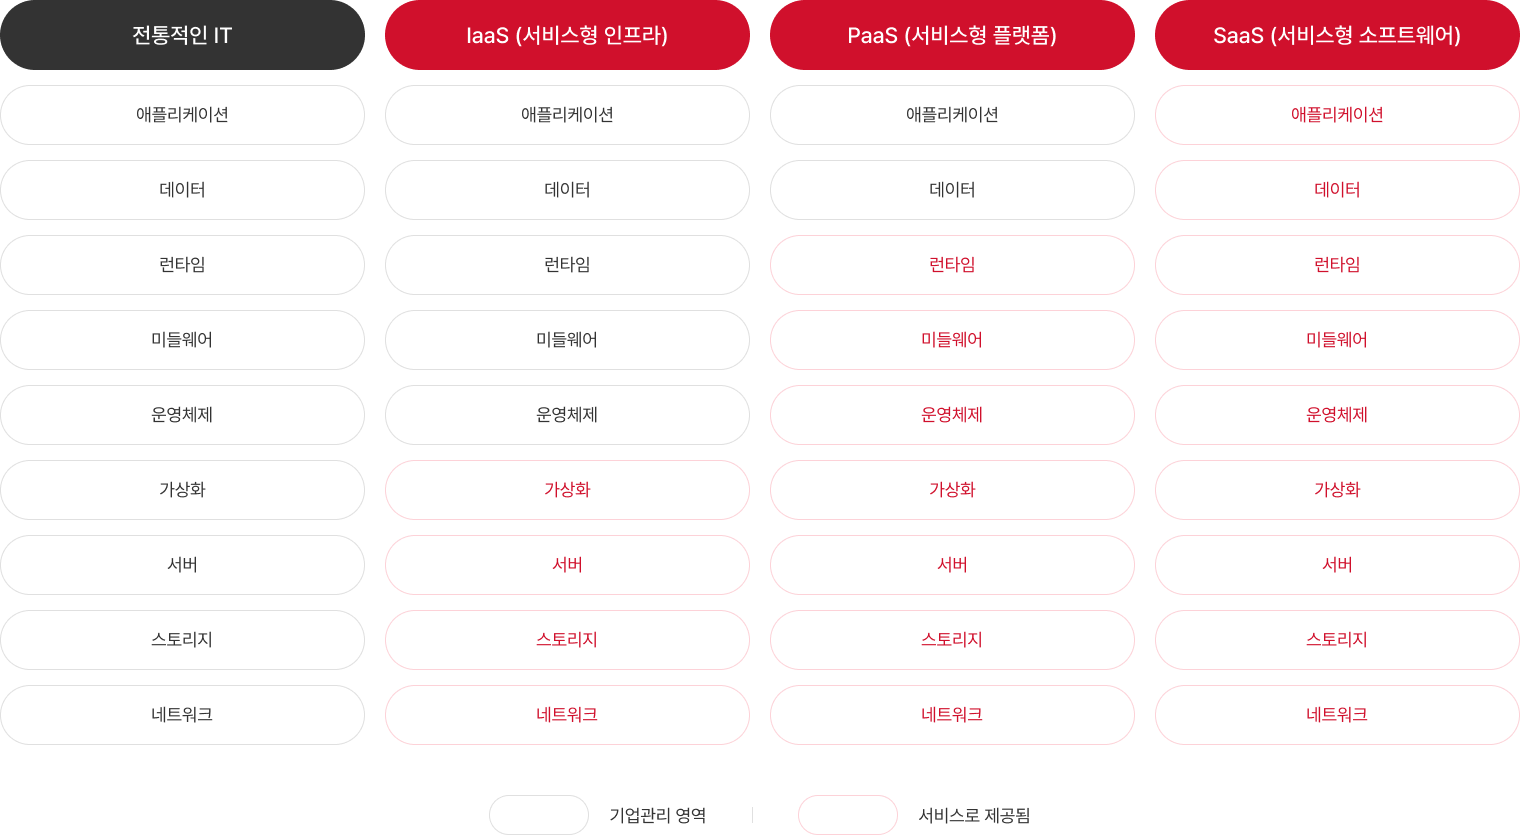 전통적인 IT
IaaS (서비스형 인프라)
PaaS (서비스형 플랫폼)
SaaS (서비스형 소프트웨어)
애플리케이션
애플리케이션
애플리케이션
애플리케이션
데이터
데이터
데이터
데이터
런타임
런타임
런타임
런타임
미들웨어
미들웨어
미들웨어
미들웨어
운영체제
운영체제
운영체제
운영체제
가상화
가상화
가상화
가상화
서버
서버
서버
서버
스토리지
스토리지
스토리지
스토리지
네트워크
네트워크
네트워크
네트워크
기업관리 영역
서비스로 제공됨